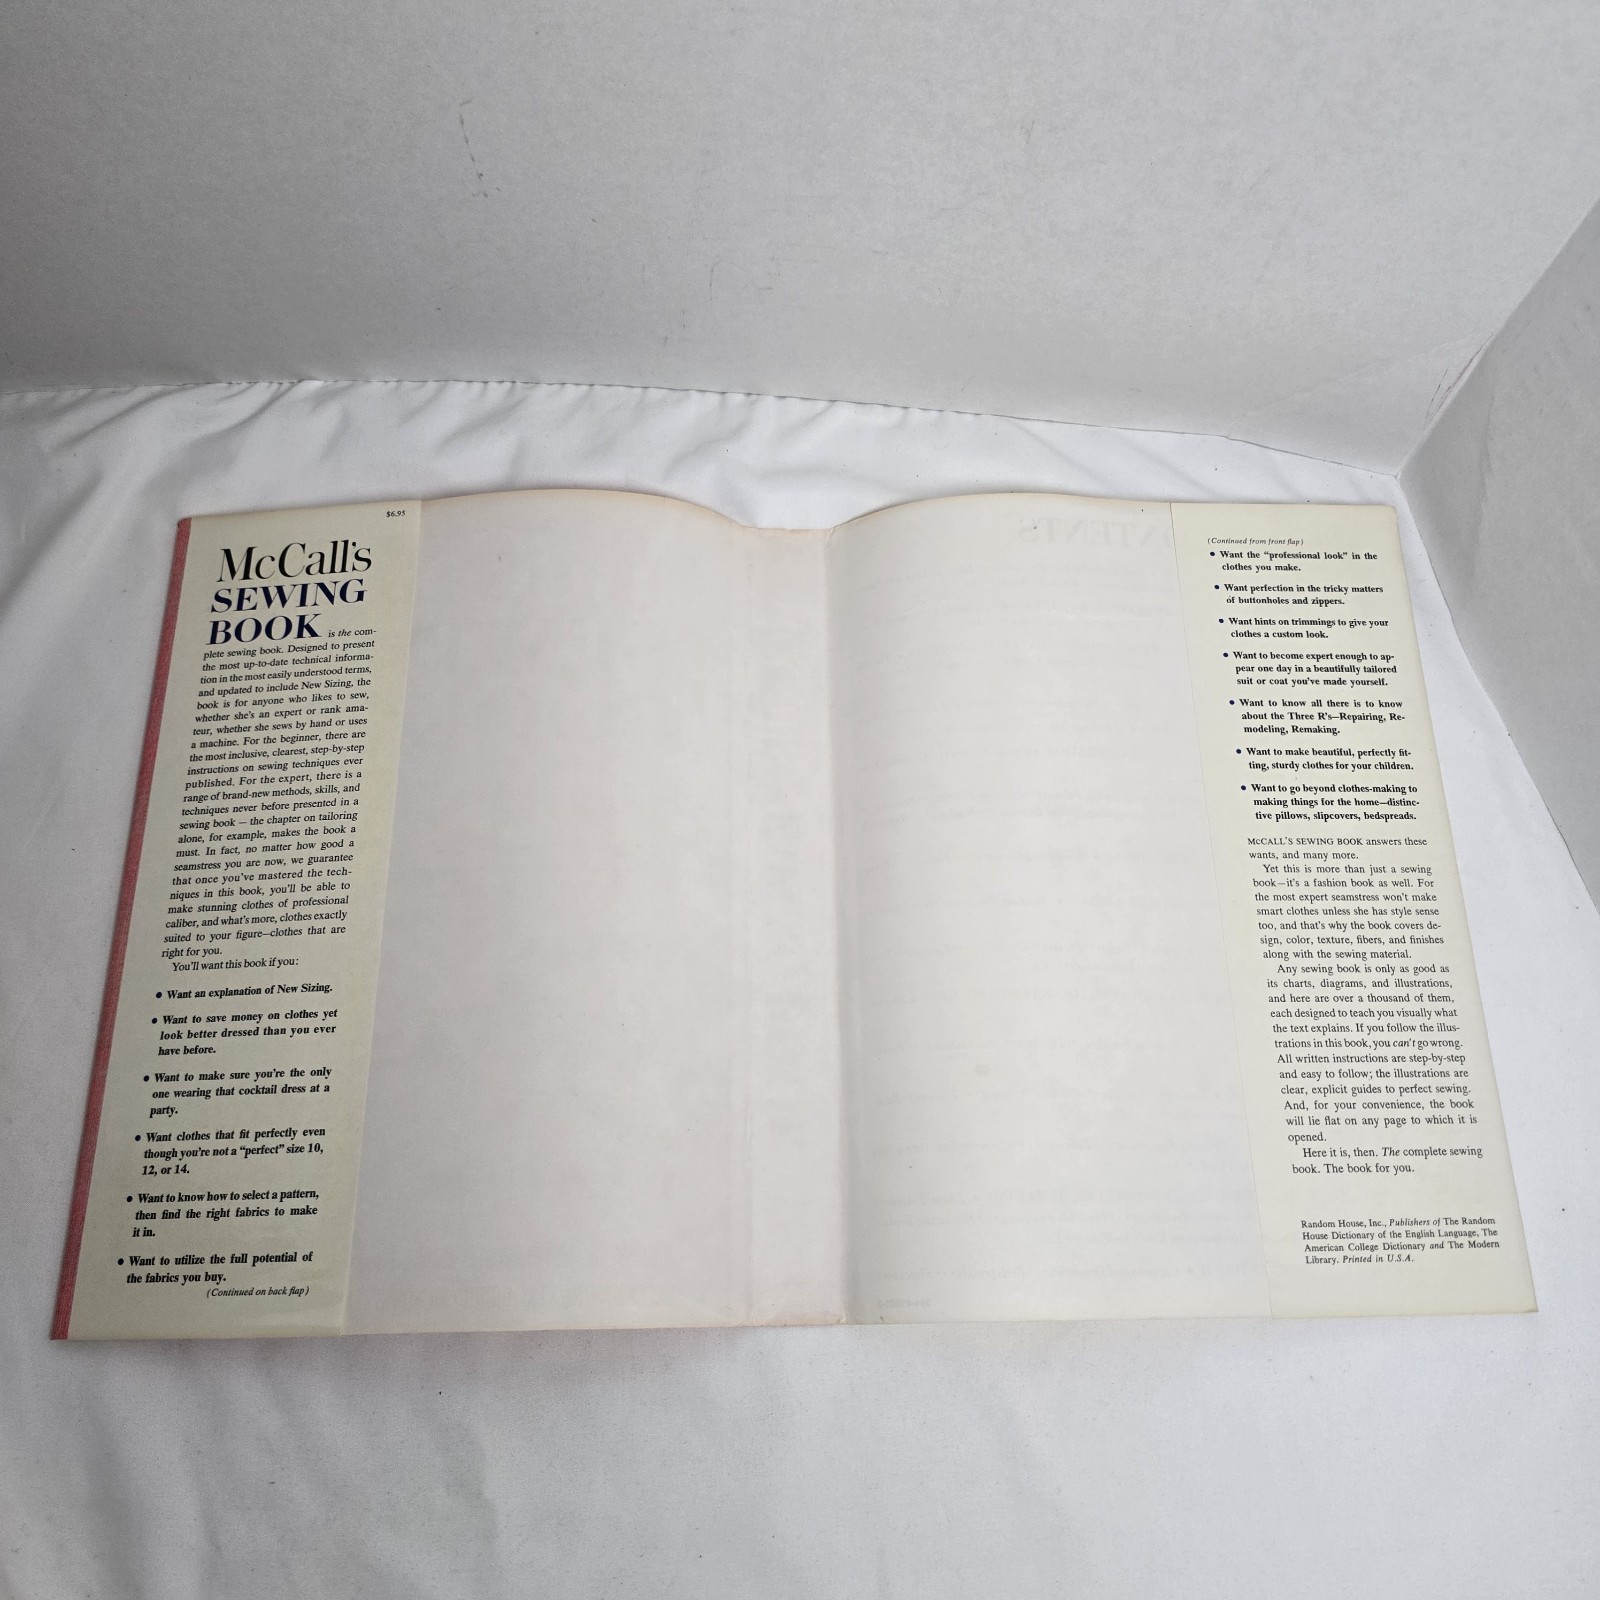 $6.95
McCall's
SEWING
BOOK is the com-
plete sewing book. Designed to present
the most up-to-date technical informa-
tion in the most easily understood terms,
and updated to include New Sizing, the
book is for anyone who likes to sew,
whether she's an expert or rank ama-
teur, whether she sews by hand or uses
a machine. For the beginner, there are
the most inclusive, clearest, step-by-step
instructions on sewing techniques ever
published. For the expert, there is a
range of brand-new methods, skills, and
techniques never before presented in a
sewing book — the chapter on tailoring
alone, for example, makes the book a
must. In fact, no matter how good a
seamstress you are now, we guarantee
that once you've mastered the tech-
niques in this book, you'll be able to
make stunning clothes of professional
caliber, and what's more, clothes exactly
suited to your figure—clothes that are
right for you.
You'll want this book if you:
• Want an explanation of New Sizing.
• Want to save money on clothes yet
look better dressed than you ever
have before.
• Want to make sure you're the only
one wearing that cocktail dress at a
party.
• Want clothes that fit perfectly even
though you're not a “perfect” size 10,
12, or 14.
• Want to know how to select a pattern,
then find the right fabrics to make
it in.
• Want to utilize the full potential of
the fabrics you buy.
(Continued on back flap)
(Continued from front flap)
• Want the “professional look” in the
clothes you make.
• Want perfection in the tricky matters
of buttonholes and zippers.
• Want hints on trimmings to give your
clothes a custom look.
• Want to become expert enough to ap-
pear one day in a beautifully tailored
suit or coat you've made yourself.
• Want to know all there is to know
about the Three R's—Repairing, Re-
modeling, Remaking.
• Want to make beautiful, perfectly fit-
ting, sturdy clothes for your children.
• Want to go beyond clothes-making to
making things for the home—distinc-
tive pillows, slipcovers, bedspreads.
McCALL'S SEWING BOOK answers these
wants, and many more.
Yet this is more than just a sewing
book—it's a fashion book as well. For
the most expert seamstress won't make
smart clothes unless she has style sense
too, and that's why the book covers de-
sign, color, texture, fibers, and finishes
along with the sewing material.
Any sewing book is only as good as
its charts, diagrams, and illustrations,
and here are over a thousand of them,
each designed to teach you visually what
the text explains. If you follow the illus-
trations in this book, you can't go wrong.
All written instructions are step-by-step
and easy to follow; the illustrations are
clear, explicit guides to perfect sewing.
And, for your convenience, the book
will lie flat on any page to which it is
opened.
Here it is, then. The complete sewing
book. The book for you.
Random House, Inc., Publishers of The Random
House Dictionary of the English Language, The
American College Dictionary and The Modern
Library. Printed in U.S.A.